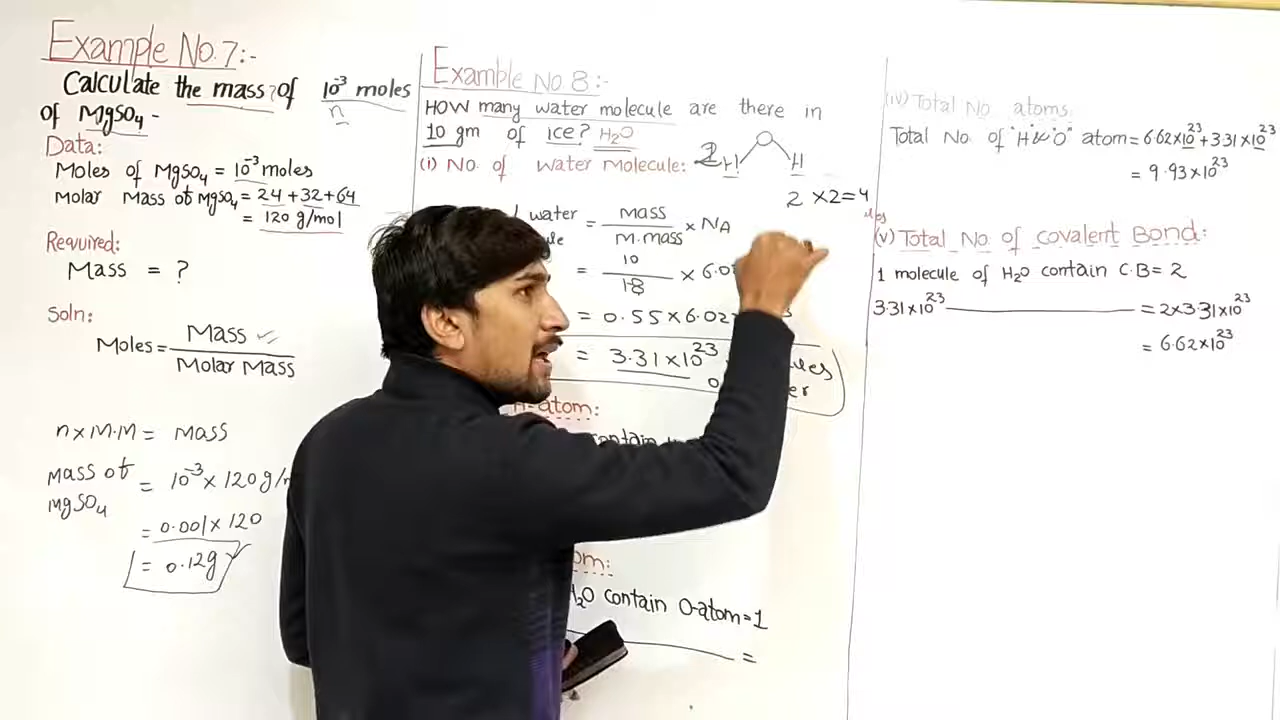 Example No.7:-
Calculate the mass of 10⁻³ moles
n
of MgSO₄ -
Data:
Moles of MgSO₄ = 10⁻³ moles
Molar Mass of MgSO₄ = 24 + 32 + 64
= 120 g/mol
Required:
Mass = ?
Soln:
Moles = Mass / Molar Mass
n × M.M = Mass
Mass of MgSO₄ = 10⁻³ × 120 g/
= 0.001 × 120
= 0.12g
Example No.8:-
HOW many water molecule are there in
10 gm of ice? H₂O
(i) No. of water Molecule:
2 H O H
2 × 2 = 4
water = Mass / M.mass × NA
= 10 / 18 × 6.0
= 0.55 × 6.02
= 3.31 × 10²³
atom:
contain
H₂O contain O-atom = 1
=
(iv) Total No. atoms.
Total No. of "H & O" atom = 6.62×10²³ + 3.31×10²³
= 9.93 × 10²³
(v) Total No. of covalent Bond:
1 molecule of H₂O contain C.B = 2
3.31×10²³ = 2×3.31×10²³
= 6.62×10²³